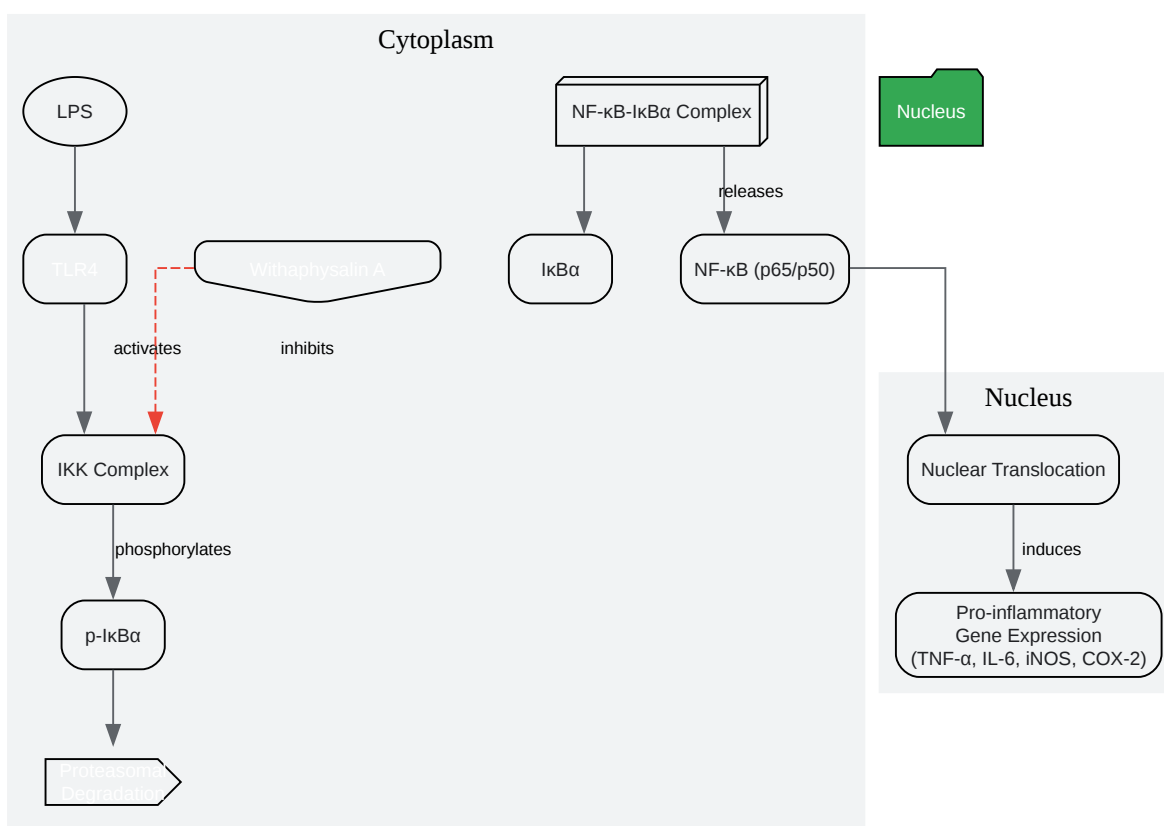 Cytoplasm
LPS
NF-κB-IκBα Complex
Nucleus
releases
TLR4
Withaphysalin A
IκBα
NF-κB (p65/p50)
activates
inhibits
Nucleus
IKK Complex
Nuclear Translocation
phosphorylates
induces
p-IκBα
Pro-inflammatory
Gene Expression
(TNF-α, IL-6, iNOS, COX-2)
Proteasomal
Degradation